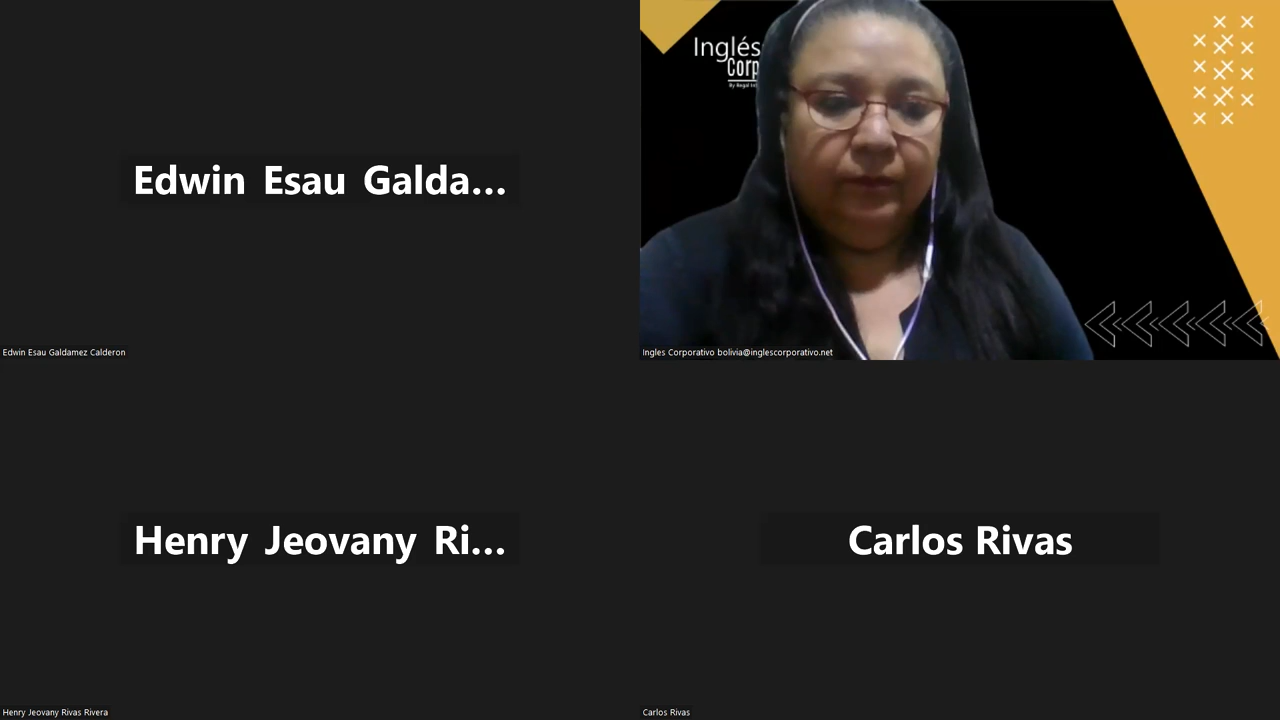 Edwin Esau Galda...
Edwin Esau Galdamez Calderon
Inglés
Corp
Ingles Corporativo bolivia@inglescorporativo.net
Henry Jeovany Ri...
Henry Jeovany Rivas Rivera
Carlos Rivas
Carlos Rivas